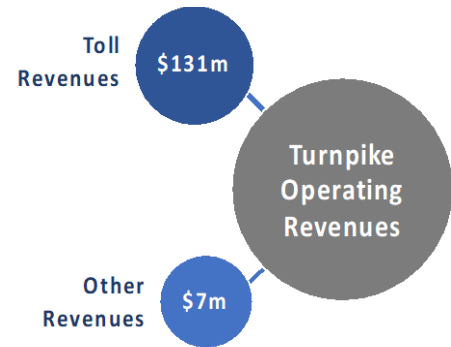 Toll
Revenues
$131m
Turnpike
Operating
Revenues
Other
Revenues
$7m